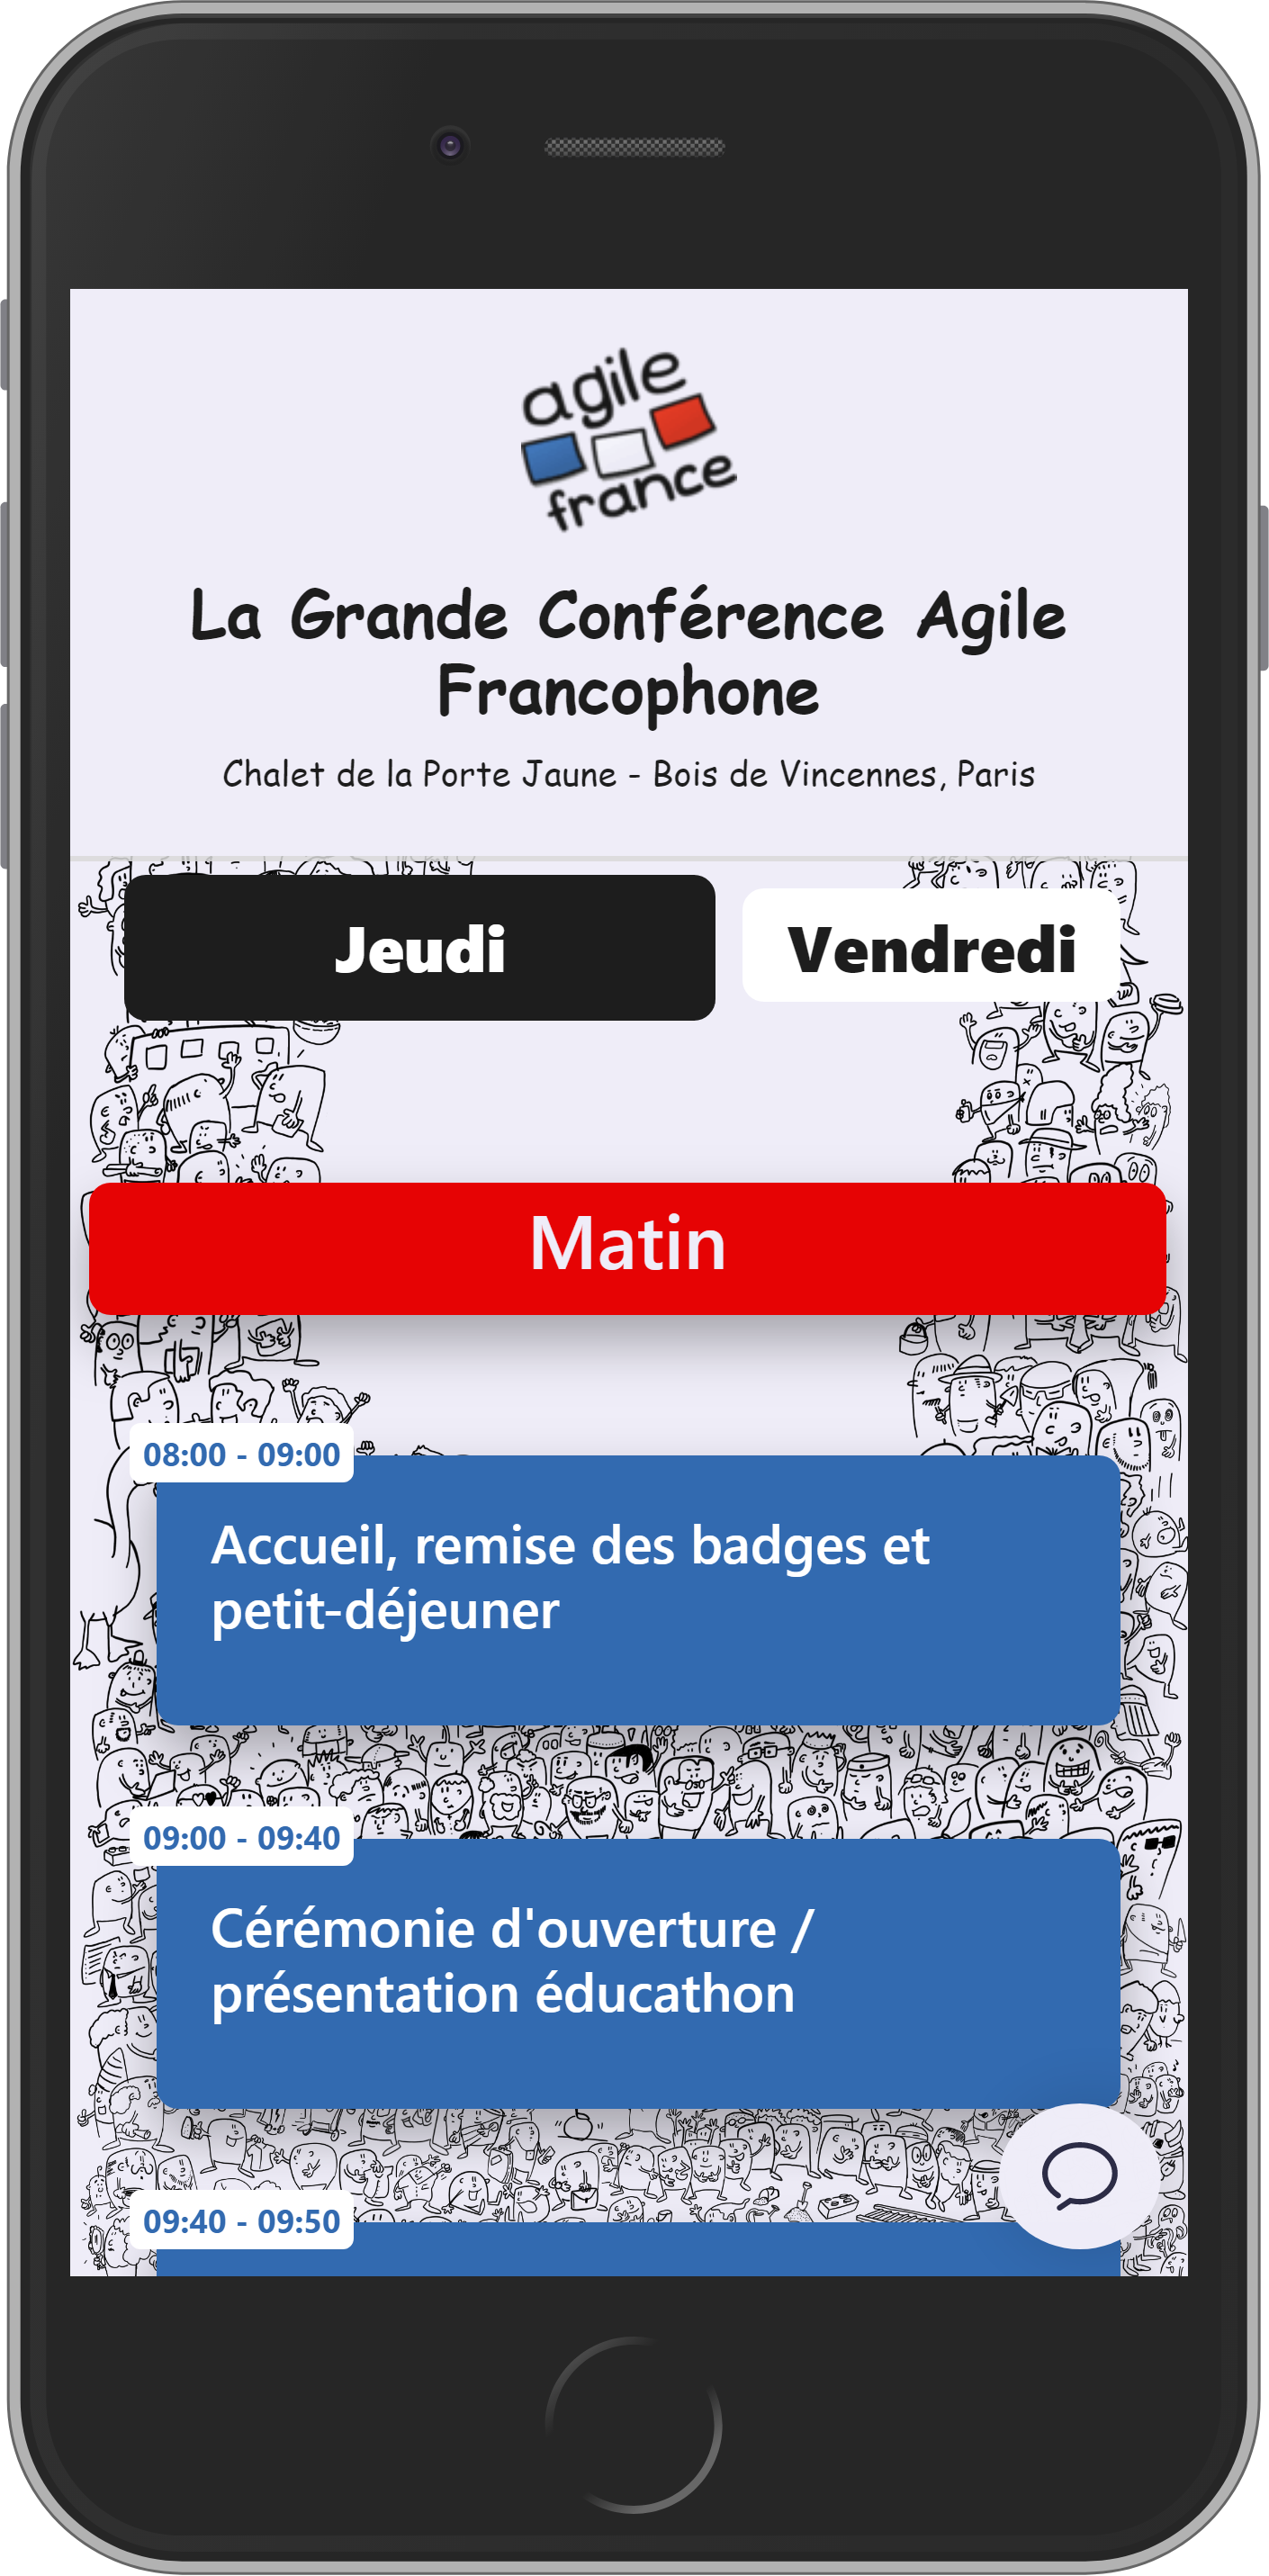 agile
france
La Grande Conférence Agile
Francophone
Chalet de la Porte Jaune - Bois de Vincennes, Paris
Jeudi
Vendredi
Matin
08:00 - 09:00
Accueil, remise des badges et
petit-déjeuner
09:00 - 09:40
Cérémonie d'ouverture /
présentation éducathon
09:40 - 09:50